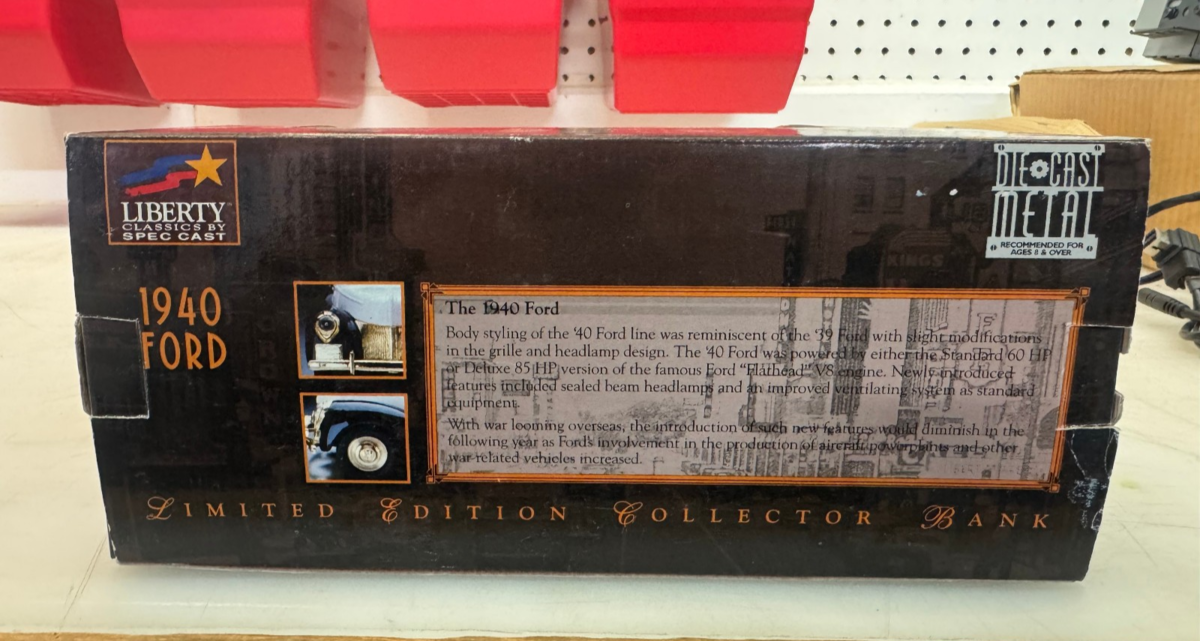 LIBERTY
CLASSICS BY
SPEC CAST
DIE CAST
METAL
RECOMMENDED FOR
AGES 8 & OVER
KINGS
1940
FORD
The 1940 Ford
Body styling of the '40 Ford line was reminiscent of the '39 Ford with slight modifications
in the grille and headlamp design. The '40 Ford was powered by either the Standard 60 HP
or Deluxe 85 HP version of the famous Ford "Flathead" V8 engine. Newly introduced
features included sealed beam headlamps and an improved ventilating system as standard
equipment.
With war looming overseas, the introduction of such new features would diminish in the
following year as Ford's involvement in the production of aircraft powerplants and other
war-related vehicles increased.
LIMITED EDITION COLLECTOR BANK